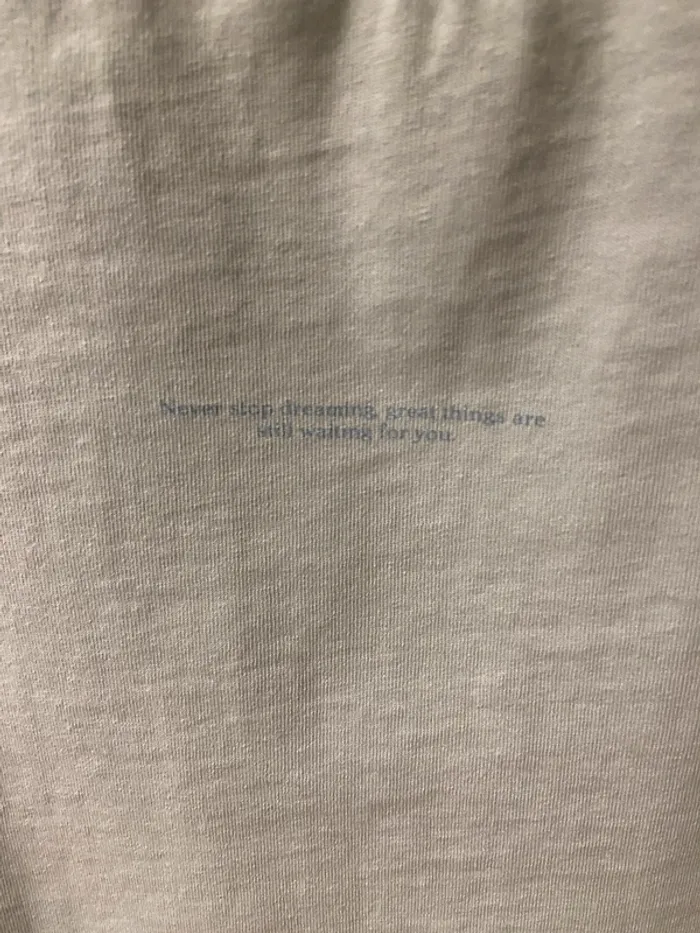 Never stop dreaming, great things are
still waiting for you.